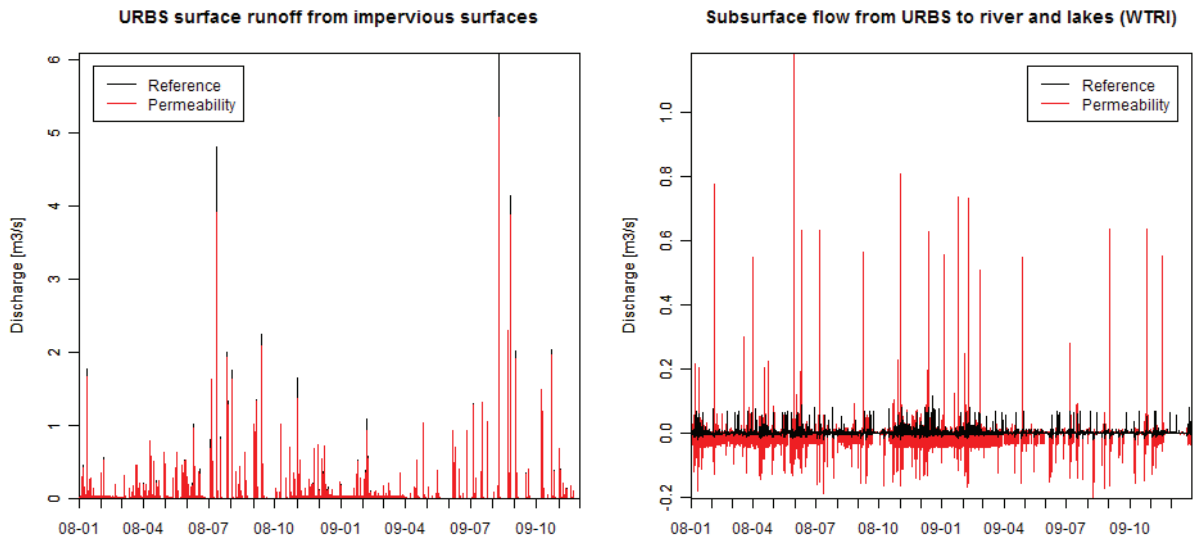 URBS surface runoff from impervious surfaces
Reference
Permeability
Discharge [m3/s]
6
5
4
3
2
1
0
08-01 08-04 08-07 08-10 09-01 09-04 09-07 09-10
Subsurface flow from URBS to river and lakes (WTRI)
Reference
Permeability
Discharge [m3/s]
1.0
0.8
0.6
0.4
0.2
0.0
-0.2
08-01 08-04 08-07 08-10 09-01 09-04 09-07 09-10